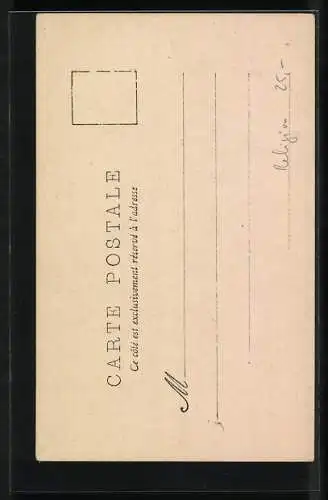 CARTE POSTALE
Ce côté est exclusivement réservé à l'adresse
M
Religion 25,-